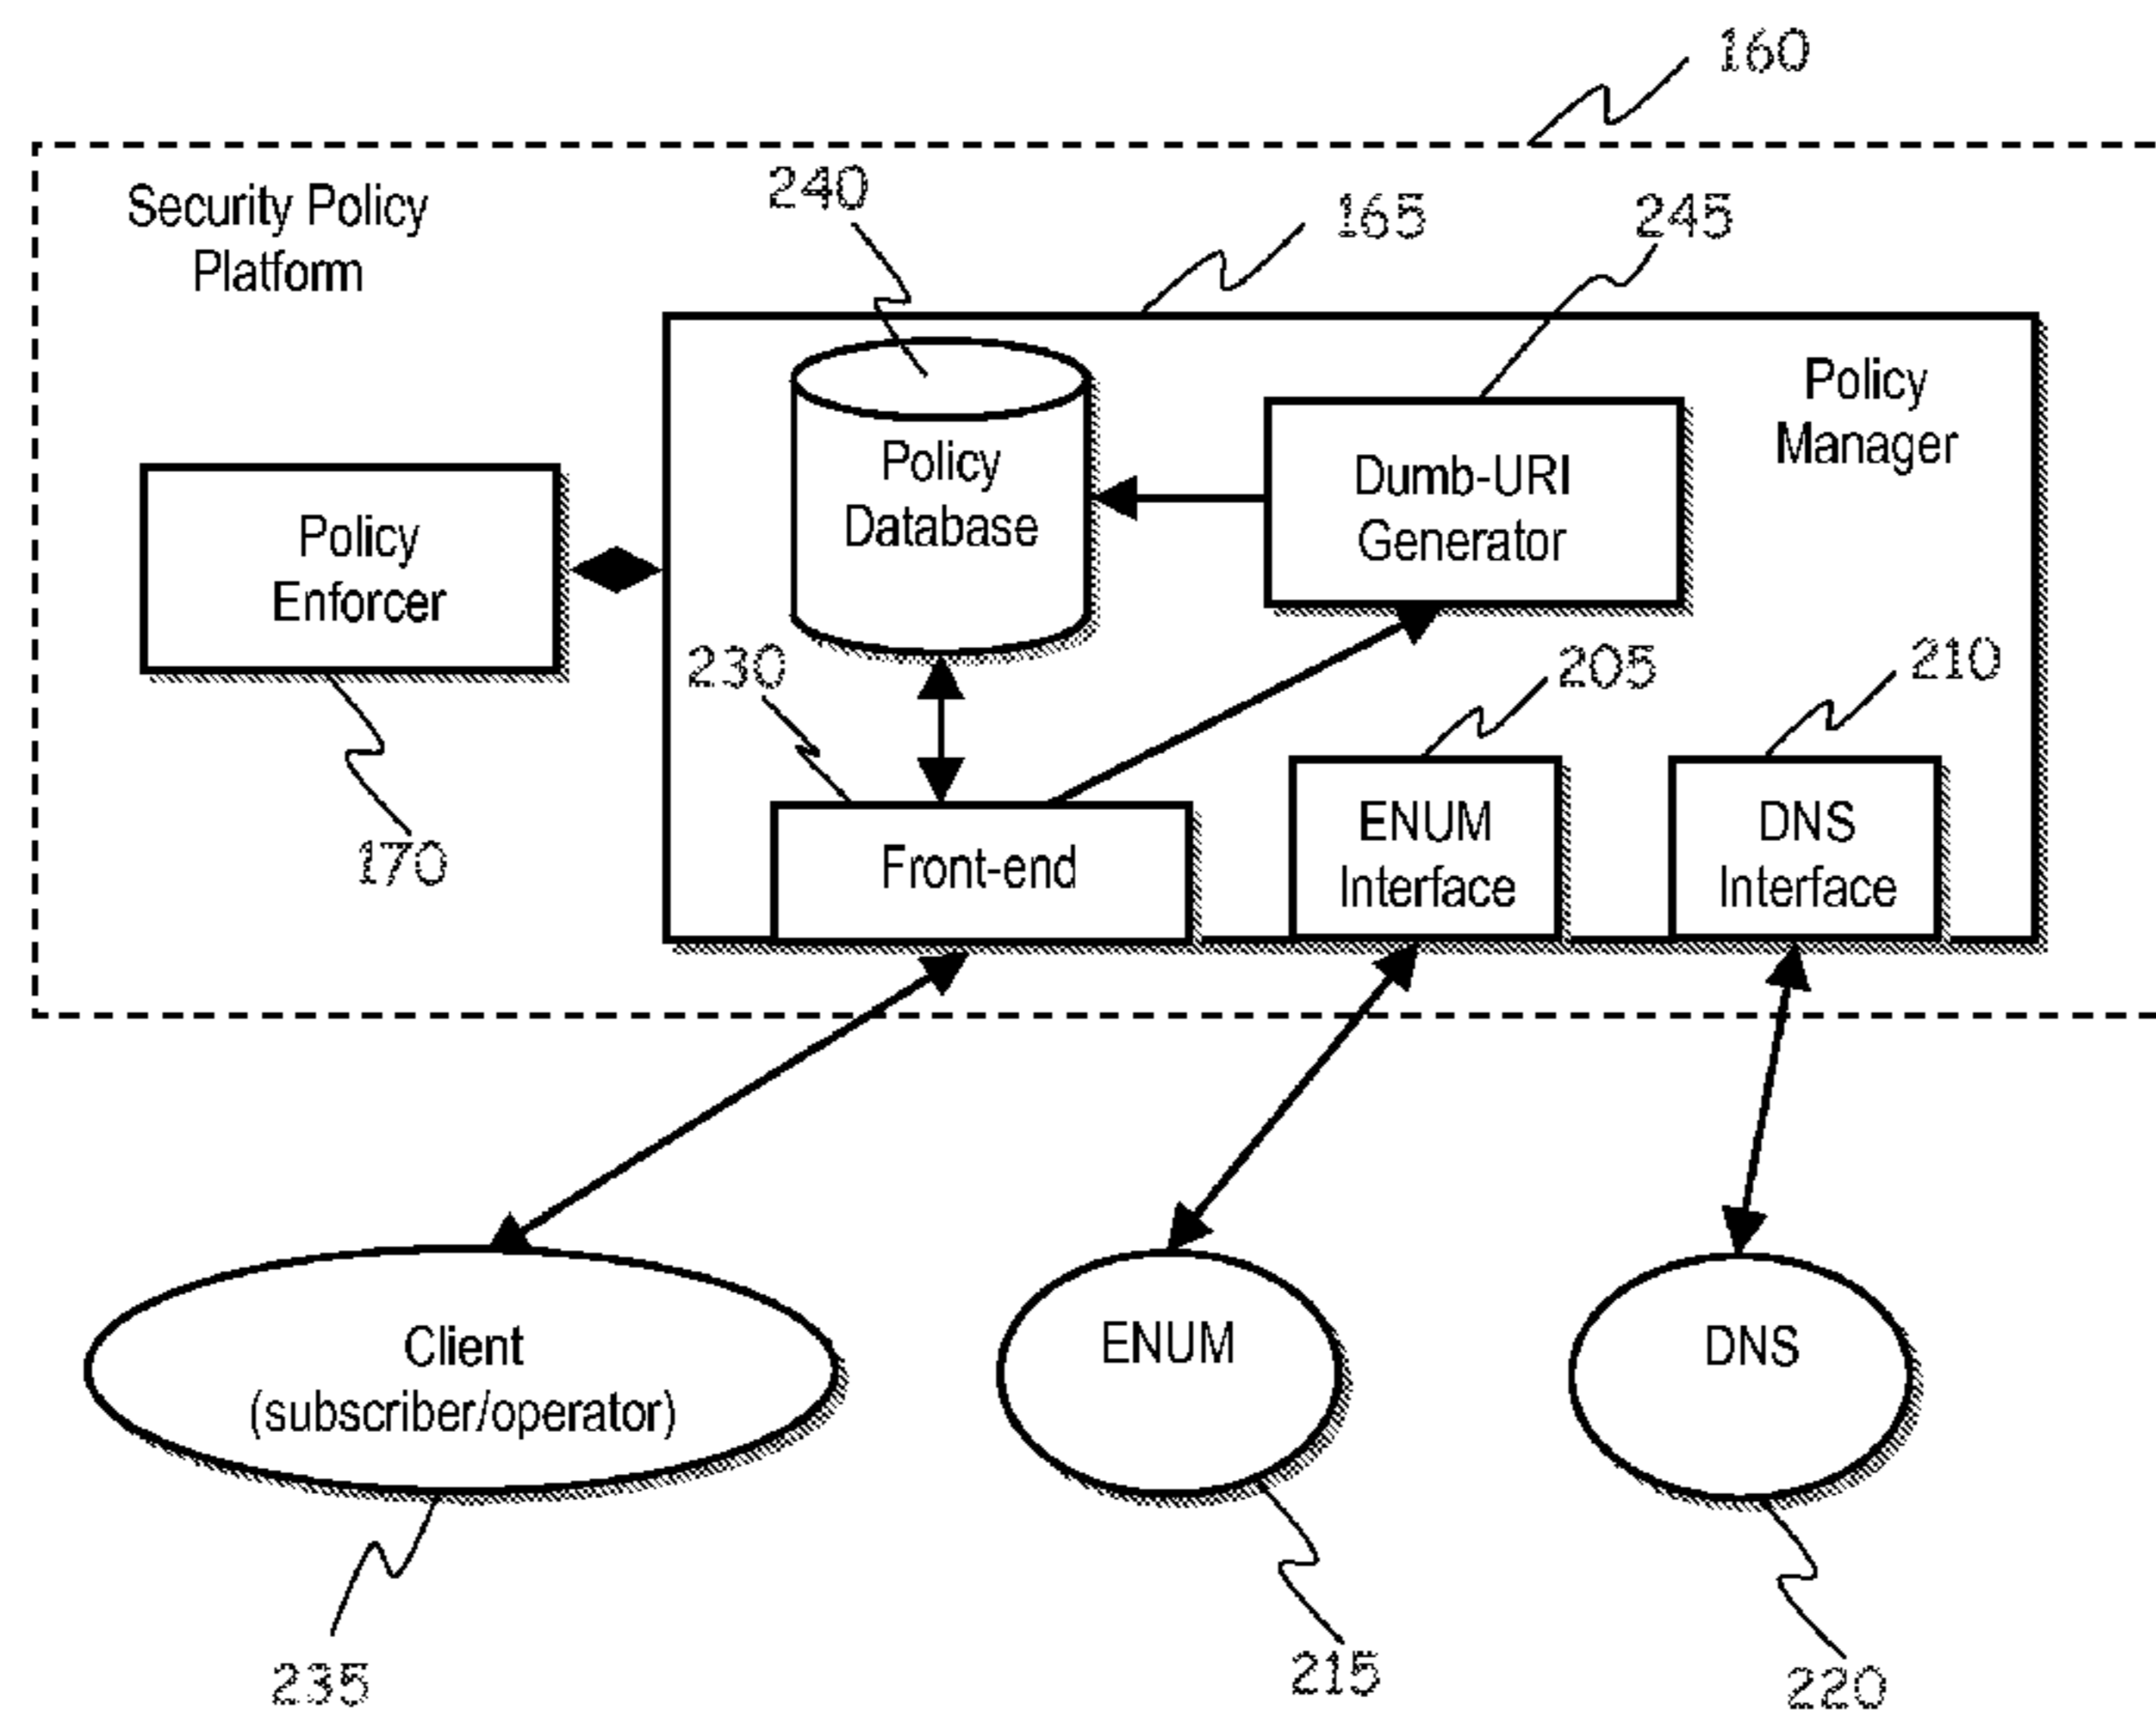 160
Security Policy
Platform
240
165
245
Policy
Manager
Policy
Database
Dumb-URI
Generator
Policy
Enforcer
230
205
210
170
Front-end
ENUM
Interface
DNS
Interface
Client
(subscriber/operator)
ENUM
DNS
235
215
220